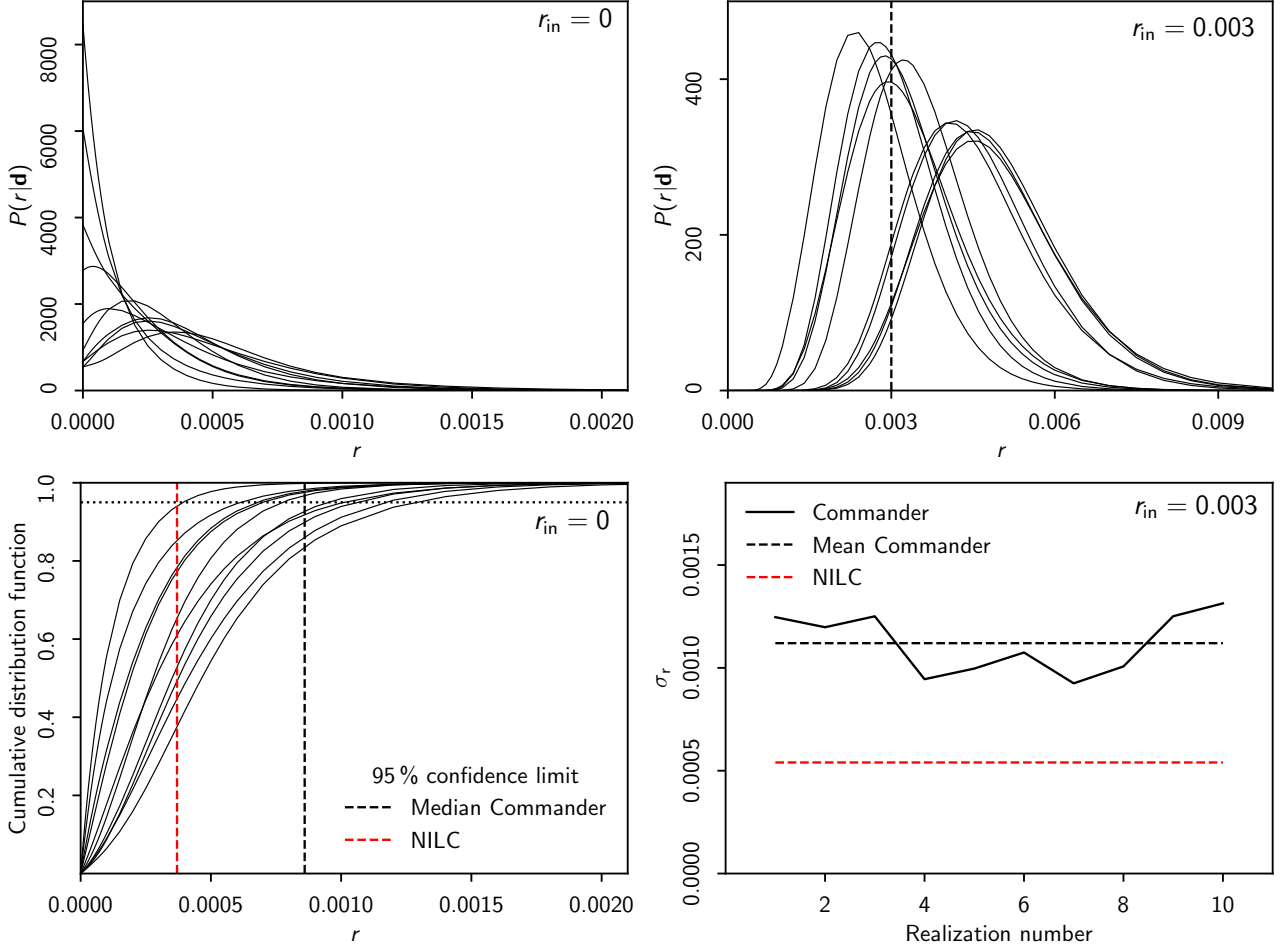 r_in = 0
8000
6000
4000
2000
0
P(r|d)
0.0000 0.0005 0.0010 0.0015 0.0020
r
r_in = 0.003
400
200
0
P(r|d)
0.000 0.003 0.006 0.009
r
1.0
0.8
0.6
0.4
0.2
Cumulative distribution function
r_in = 0
95 % confidence limit
Median Commander
NILC
0.0000 0.0005 0.0010 0.0015 0.0020
r
r_in = 0.003
Commander
Mean Commander
NILC
0.0015
0.0010
0.0005
0.0000
σ_r
2 4 6 8 10
Realization number